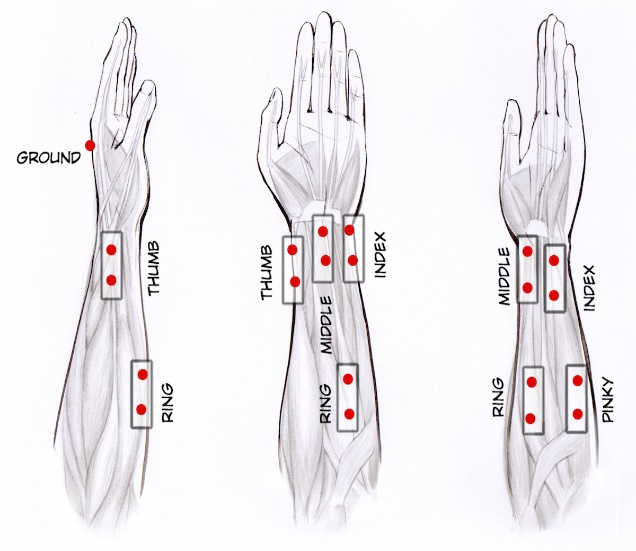 GROUND
THUMB
RING
THUMB
MIDDLE
INDEX
RING
MIDDLE
INDEX
RING
PINKY